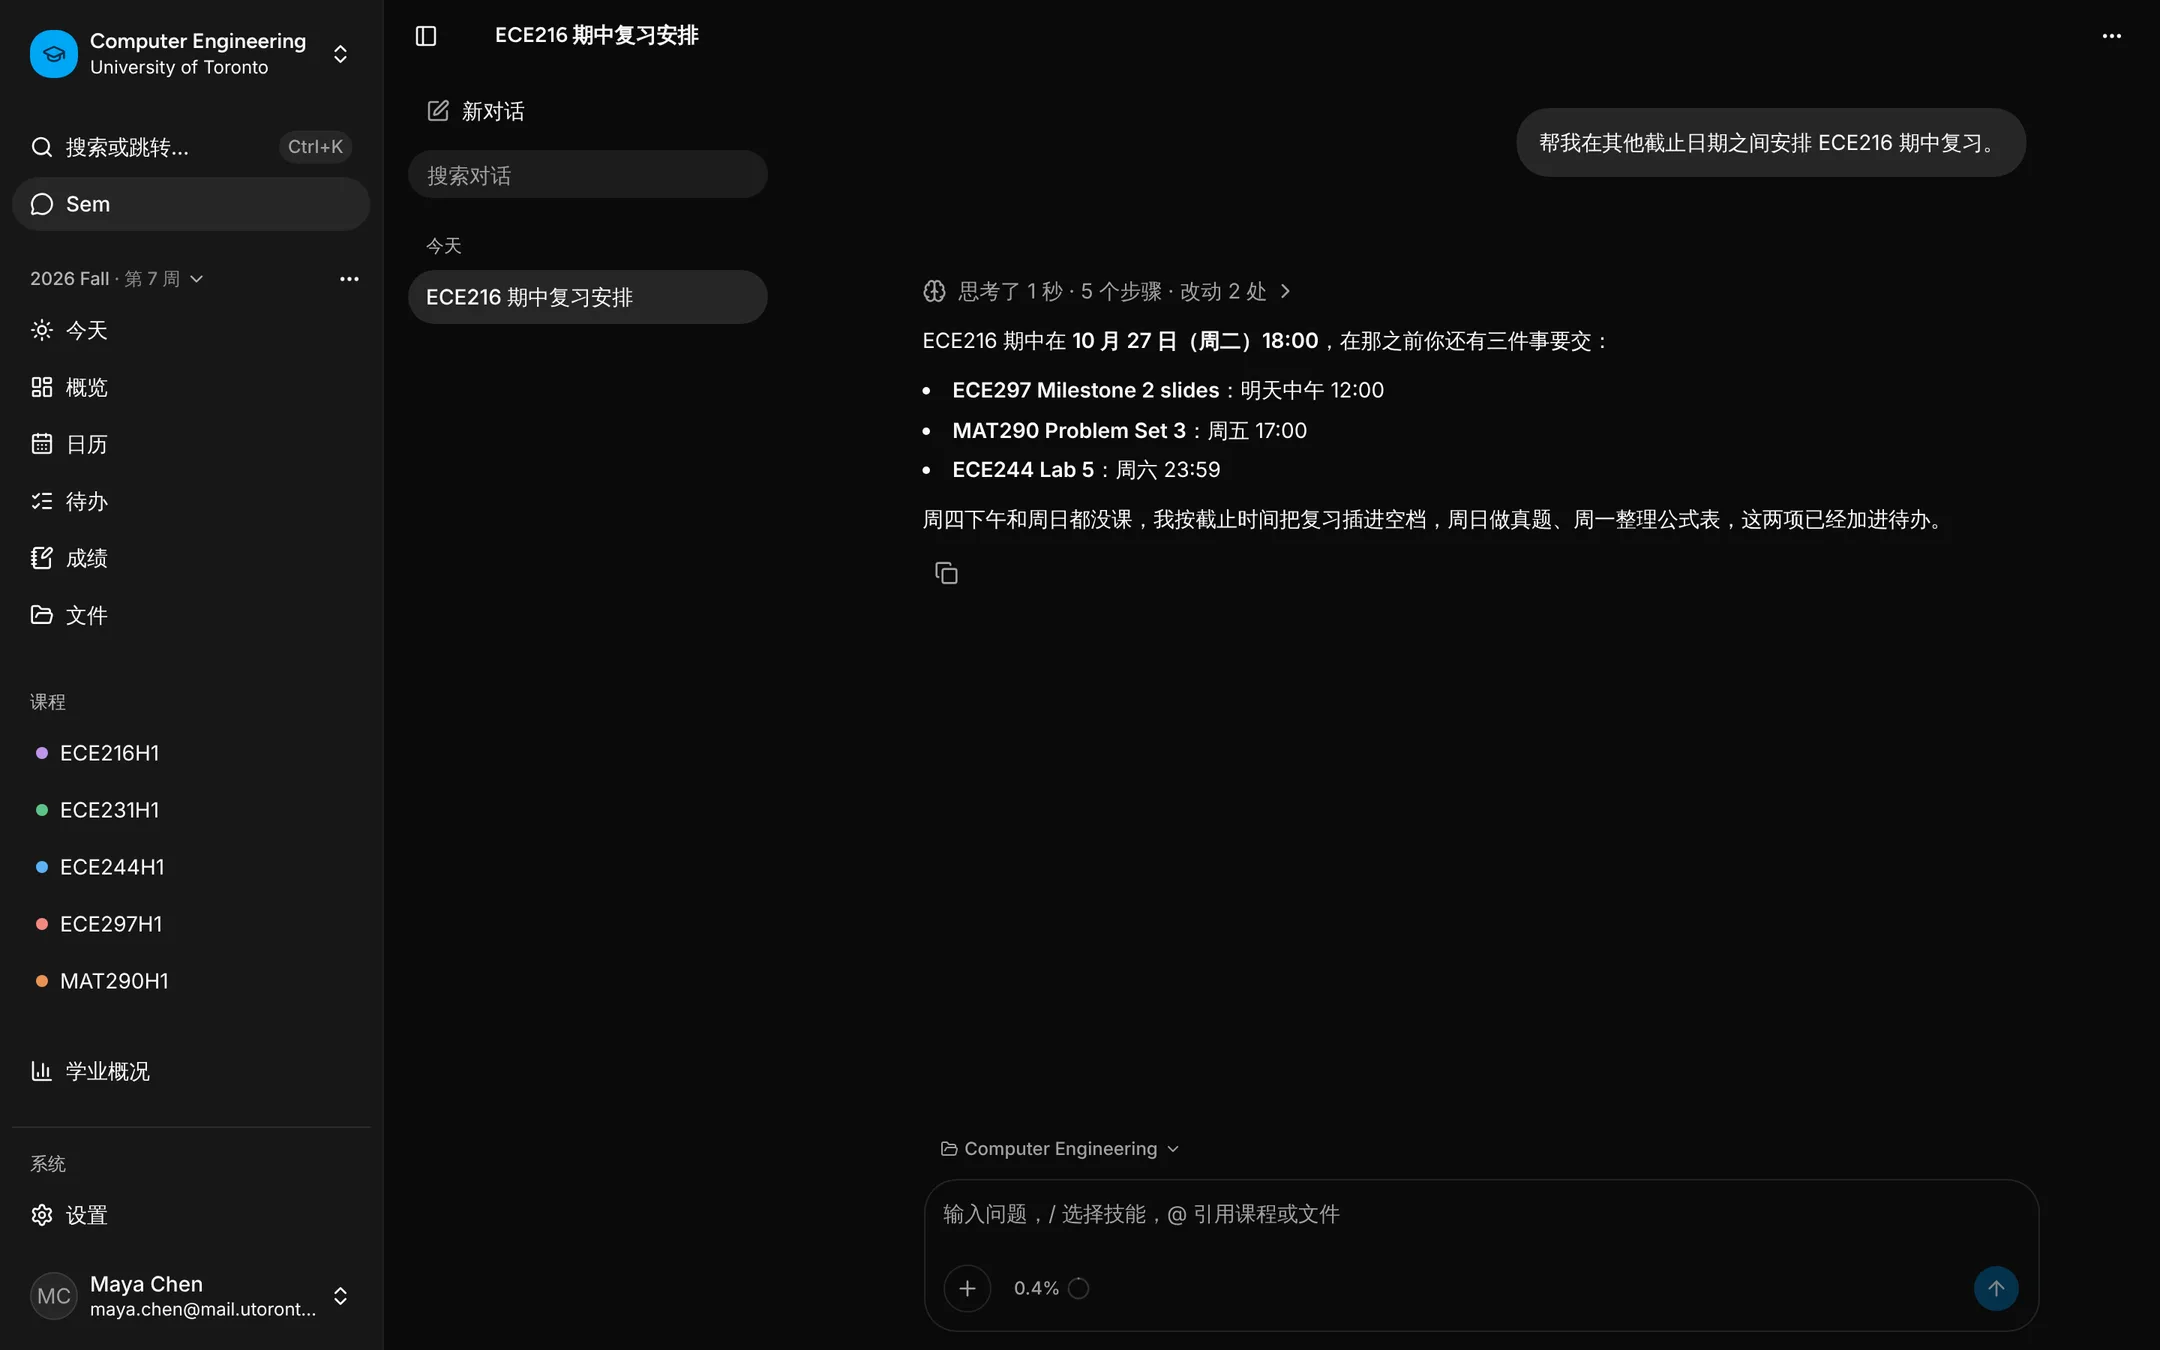 Computer Engineering
University of Toronto
搜索或跳转...
Ctrl+K
Sem
2026 Fall · 第 7 周
今天
概览
日历
待办
成绩
文件
课程
ECE216H1
ECE231H1
ECE244H1
ECE297H1
MAT290H1
学业概况
系统
设置
MC
Maya Chen
maya.chen@mail.utoront...
ECE216 期中复习安排
新对话
搜索对话
今天
ECE216 期中复习安排
帮我在其他截止日期之间安排 ECE216 期中复习。
思考了 1 秒 · 5 个步骤 · 改动 2 处
ECE216 期中在 10 月 27 日（周二）18:00，在那之前你还有三件事要交：
• ECE297 Milestone 2 slides：明天中午 12:00
• MAT290 Problem Set 3：周五 17:00
• ECE244 Lab 5：周六 23:59
周四下午和周日都没课，我按截止时间把复习插进空档，周日做真题、周一整理公式表，这两项已经加进待办。
Computer Engineering
输入问题，/ 选择技能，@ 引用课程或文件
0.4%